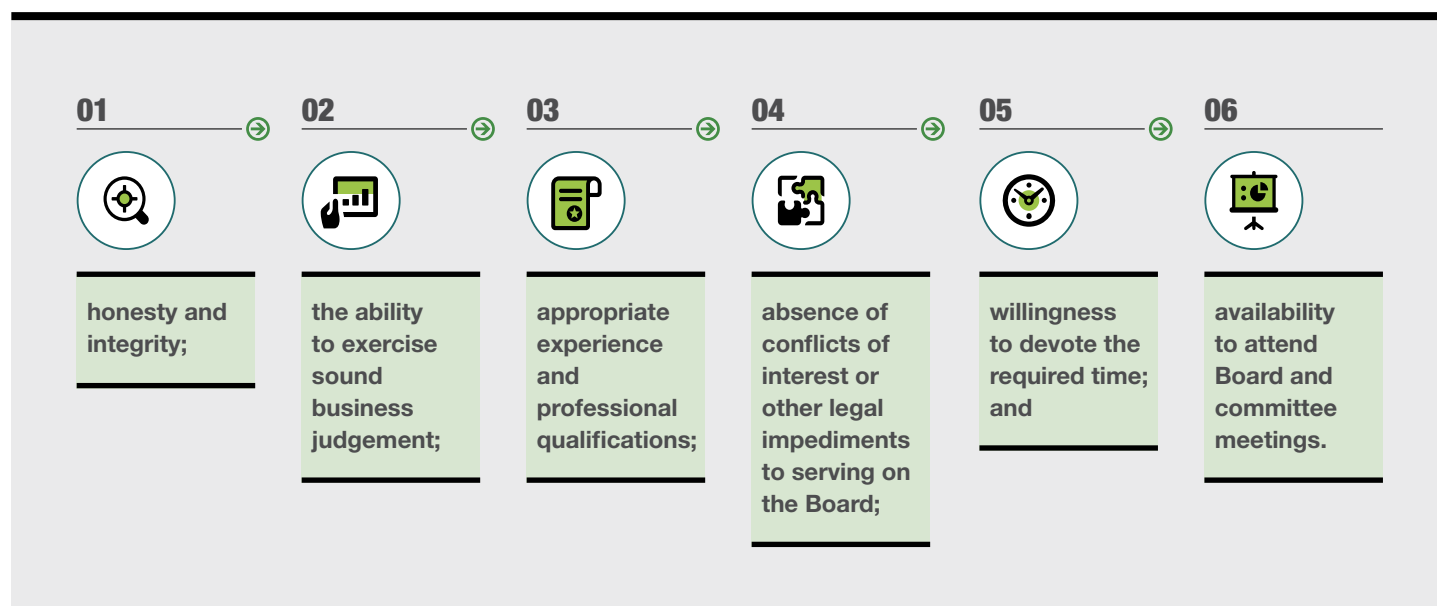 01
honesty and
integrity;
02
the ability
to exercise
sound
business
judgement;
03
appropriate
experience
and
professional
qualifications;
04
absence of
conflicts of
interest or
other legal
impediments
to serving on
the Board;
05
willingness
to devote the
required time;
and
06
availability
to attend
Board and
committee
meetings.